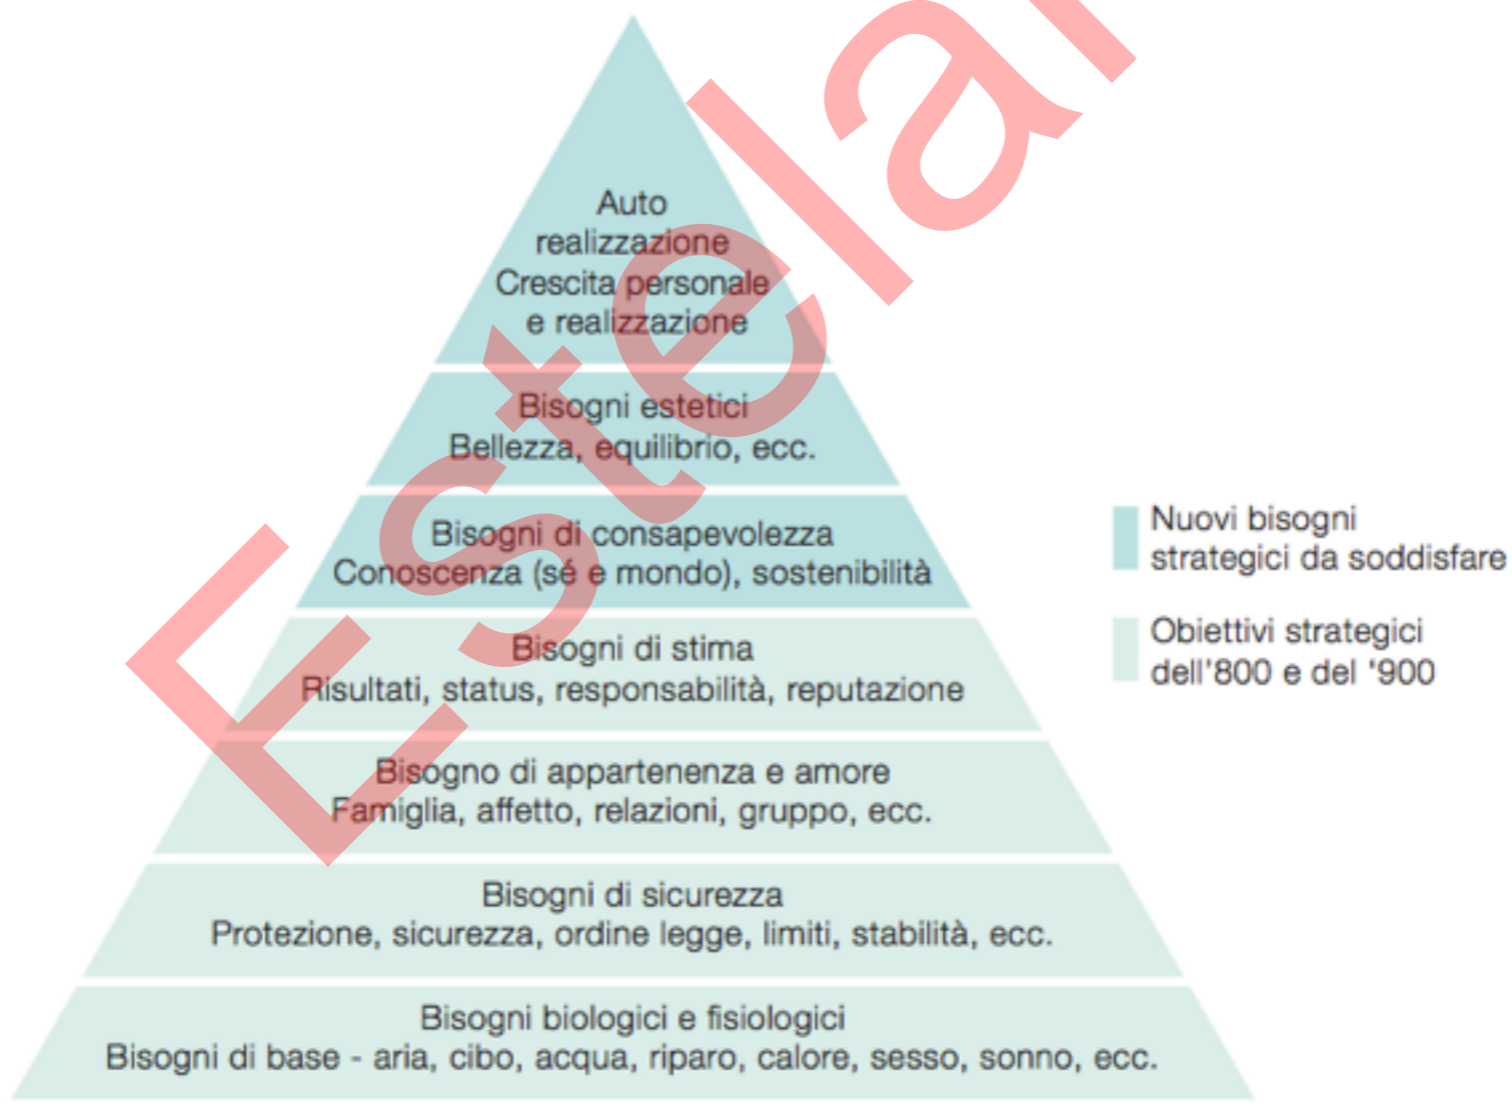 Auto
realizzazione
Crescita personale
e realizzazione
Bisogni estetici
Bellezza, equilibrio, ecc.
Bisogni di consapevolezza
Conoscenza (sé e mondo), sostenibilità
Bisogni di stima
Risultati, status, responsabilità, reputazione
Bisogno di appartenenza e amore
Famiglia, affetto, relazioni, gruppo, ecc.
Bisogni di sicurezza
Protezione, sicurezza, ordine legge, limiti, stabilità, ecc.
Bisogni biologici e fisiologici
Bisogni di base - aria, cibo, acqua, riparo, calore, sesso, sonno, ecc.
Nuovi bisogni
strategici da soddisfare
Obiettivi strategici
dell'800 e del '900